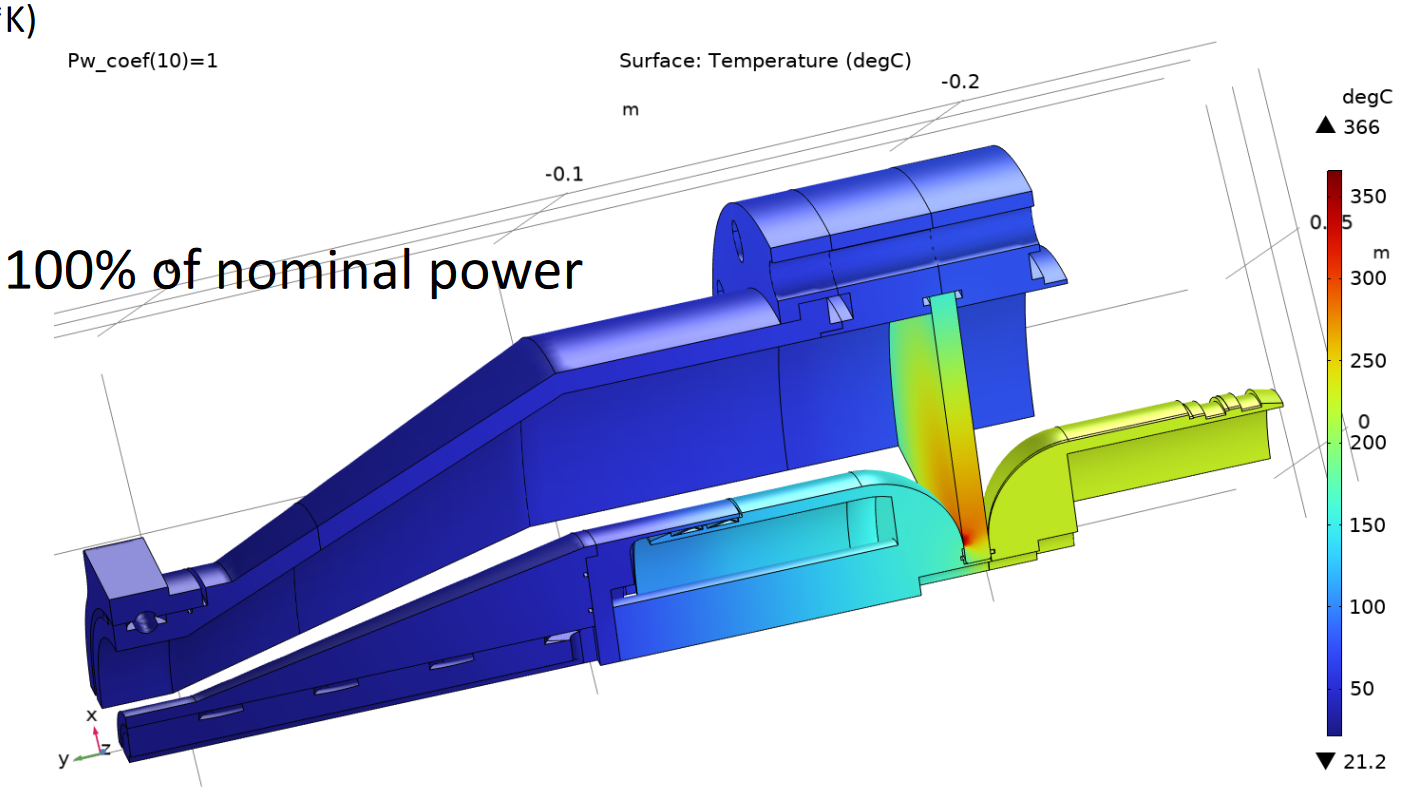 °K)
Pw_coef(10)=1
Surface: Temperature (degC)
m
-0.2
-0.1
0
100% of nominal power
degC
▲ 366
350
m
300
250
0
200
150
100
50
▼ 21.2
x
y
z